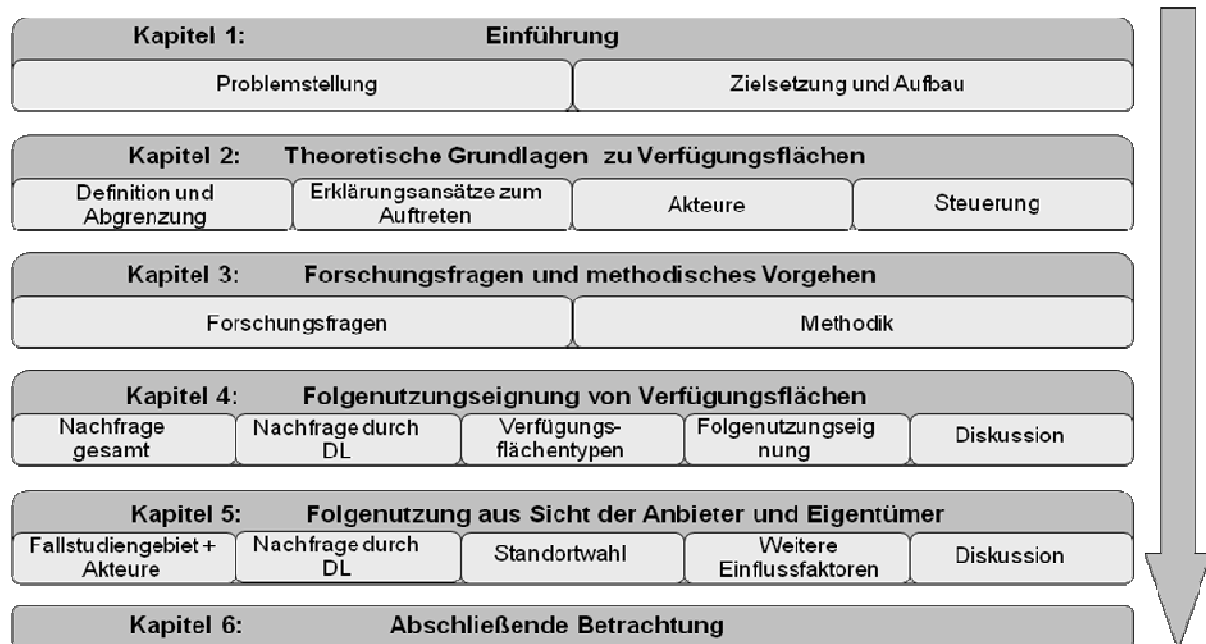 Kapitel 1: Einführung
Problemstellung
Zielsetzung und Aufbau
Kapitel 2: Theoretische Grundlagen zu Verfügungsflächen
Definition und
Abgrenzung
Erklärungsansätze zum
Auftreten
Akteure
Steuerung
Kapitel 3: Forschungsfragen und methodisches Vorgehen
Forschungsfragen
Methodik
Kapitel 4: Folgenutzungseignung von Verfügungsflächen
Nachfrage
gesamt
Nachfrage durch
DL
Verfügungs-
flächentypen
Folgenutzungseig
nung
Diskussion
Kapitel 5: Folgenutzung aus Sicht der Anbieter und Eigentümer
Fallstudiengebiet +
Akteure
Nachfrage durch
DL
Standortwahl
Weitere
Einflussfaktoren
Diskussion
Kapitel 6: Abschließende Betrachtung